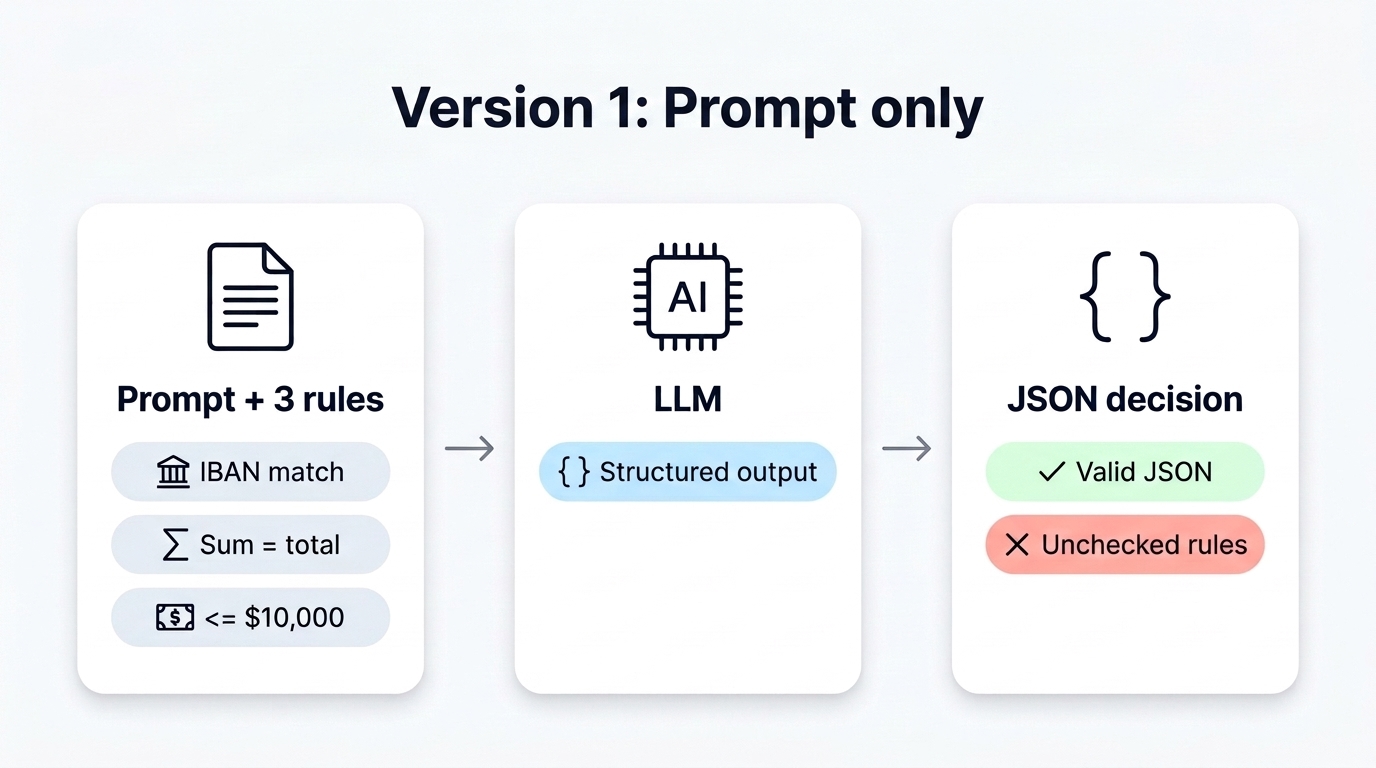 Version 1: Prompt only
Prompt + 3 rules
IBAN match
Sum = total
<= $10,000
AI
LLM
{ } Structured output
{ }
JSON decision
Valid JSON
Unchecked rules